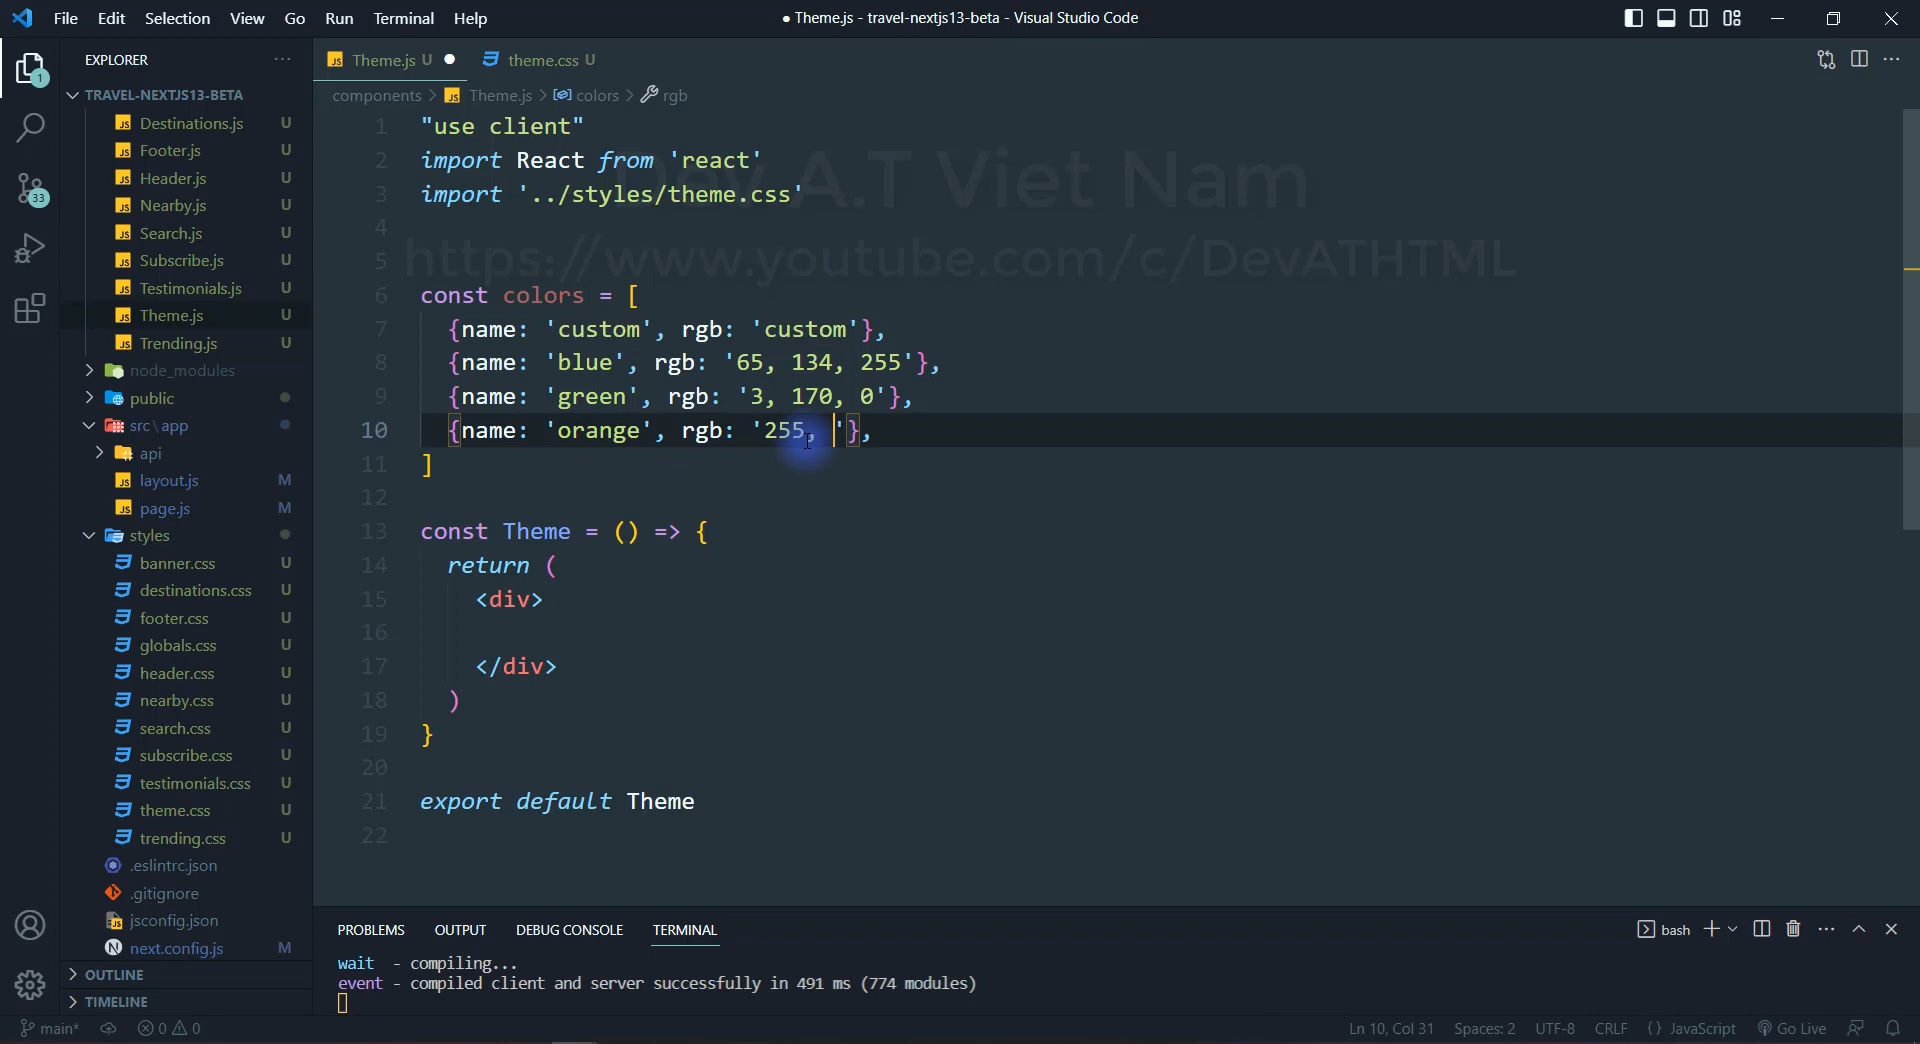 File Edit Selection View Go Run Terminal Help
● Theme.js - travel-nextjs13-beta - Visual Studio Code
EXPLORER
TRAVEL-NEXTJS13-BETA
Destinations.js U
Footer.js U
Header.js U
Nearby.js U
Search.js U
Subscribe.js U
Testimonials.js U
Theme.js U
Trending.js U
node_modules
public
src\app
api
layout.js M
page.js M
styles
banner.css U
destinations.css U
footer.css U
globals.css U
header.css U
nearby.css U
search.css U
subscribe.css U
testimonials.css U
theme.css U
trending.css U
.eslintrc.json
.gitignore
jsconfig.json
next.config.js M
OUTLINE
TIMELINE
1
33
Theme.js U ●
theme.css U
components > Theme.js > colors > rgb
Dev A.T Viet Nam
https://www.youtube.com/c/DevATHTML
1 "use client"
2 import React from 'react'
3 import '../styles/theme.css'
4
5
6 const colors = [
7 {name: 'custom', rgb: 'custom'},
8 {name: 'blue', rgb: '65, 134, 255'},
9 {name: 'green', rgb: '3, 170, 0'},
10 {name: 'orange', rgb: '255, '},
11 ]
12
13 const Theme = () => {
14 return (
15 <div>
16
17 </div>
18 )
19 }
20
21 export default Theme
22
PROBLEMS OUTPUT DEBUG CONSOLE TERMINAL
bash
wait - compiling...
event - compiled client and server successfully in 491 ms (774 modules)
main* 0 0
Ln 10, Col 31 Spaces: 2 UTF-8 CRLF {} JavaScript Go Live